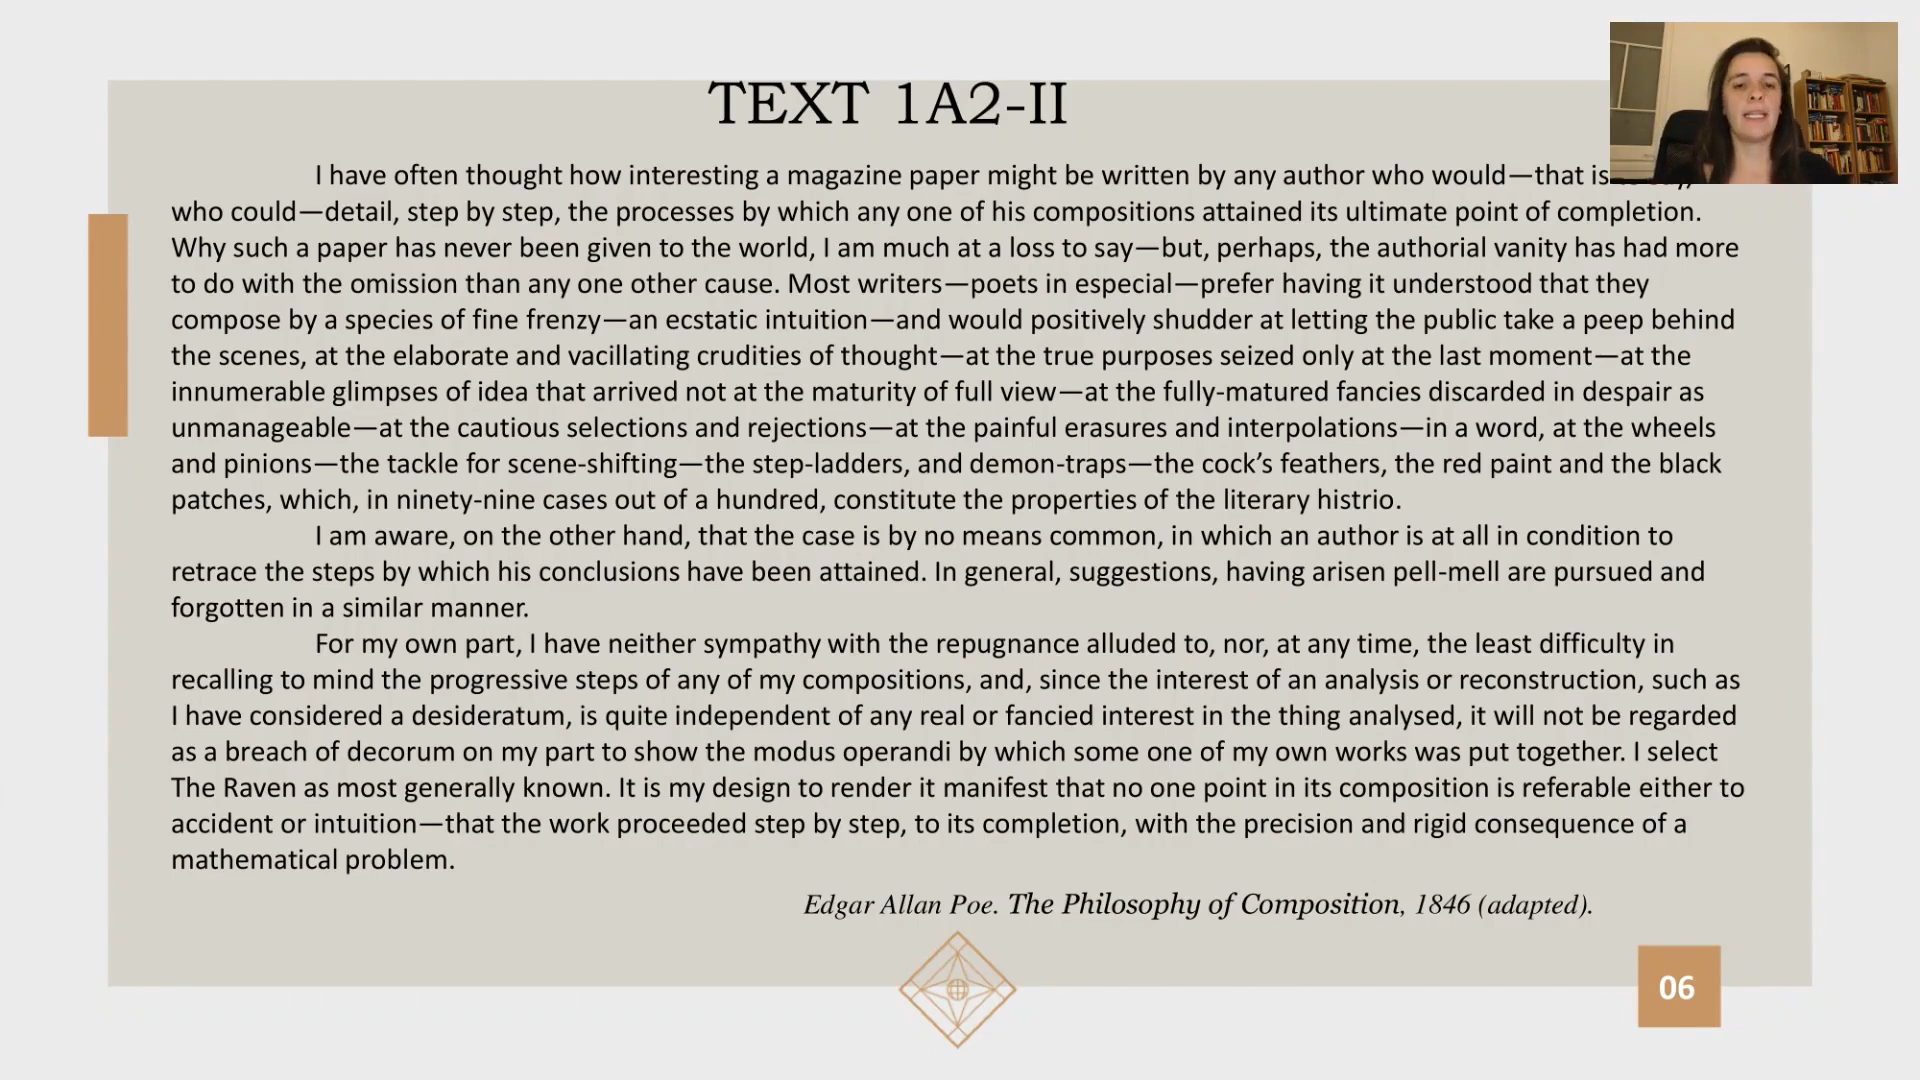 TEXT 1A2-II
I have often thought how interesting a magazine paper might be written by any author who would—that is
who could—detail, step by step, the processes by which any one of his compositions attained its ultimate point of completion.
Why such a paper has never been given to the world, I am much at a loss to say—but, perhaps, the authorial vanity has had more
to do with the omission than any one other cause. Most writers—poets in especial—prefer having it understood that they
compose by a species of fine frenzy—an ecstatic intuition—and would positively shudder at letting the public take a peep behind
the scenes, at the elaborate and vacillating crudities of thought—at the true purposes seized only at the last moment—at the
innumerable glimpses of idea that arrived not at the maturity of full view—at the fully-matured fancies discarded in despair as
unmanageable—at the cautious selections and rejections—at the painful erasures and interpolations—in a word, at the wheels
and pinions—the tackle for scene-shifting—the step-ladders, and demon-traps—the cock’s feathers, the red paint and the black
patches, which, in ninety-nine cases out of a hundred, constitute the properties of the literary histrio.
I am aware, on the other hand, that the case is by no means common, in which an author is at all in condition to
retrace the steps by which his conclusions have been attained. In general, suggestions, having arisen pell-mell are pursued and
forgotten in a similar manner.
For my own part, I have neither sympathy with the repugnance alluded to, nor, at any time, the least difficulty in
recalling to mind the progressive steps of any of my compositions, and, since the interest of an analysis or reconstruction, such as
I have considered a desideratum, is quite independent of any real or fancied interest in the thing analysed, it will not be regarded
as a breach of decorum on my part to show the modus operandi by which some one of my own works was put together. I select
The Raven as most generally known. It is my design to render it manifest that no one point in its composition is referable either to
accident or intuition—that the work proceeded step by step, to its completion, with the precision and rigid consequence of a
mathematical problem.
Edgar Allan Poe. The Philosophy of Composition, 1846 (adapted).
06